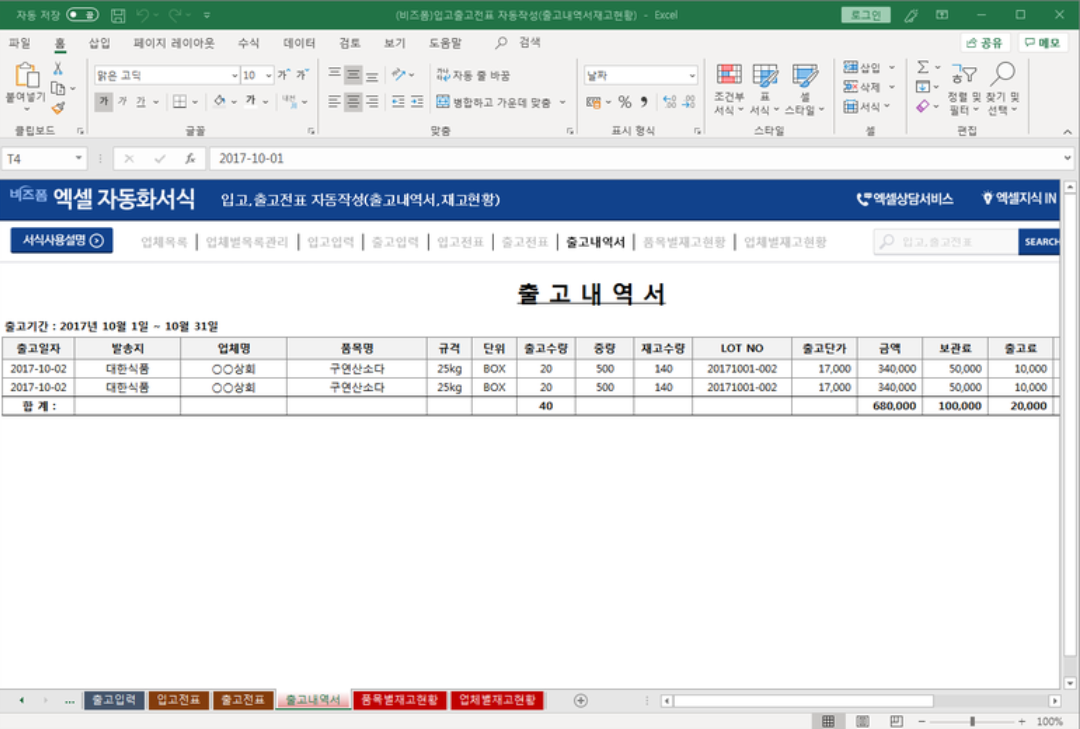 자동 저장 끔 (비즈폼)입고출고전표 자동작성(출고내역서재고현황) - Excel 로그인
파일 홈 삽입 페이지 레이아웃 수식 데이터 검토 보기 도움말 검색 공유 메모
붙여넣기 맑은 고딕 10 가 가 자동 줄 바꿈 날짜 조건부 서식 표 서식 셀 스타일 삽입 정렬 및 필터 찾기 및 선택
가 가 가 가 병합하고 가운데 맞춤 % 삭제
서식
클립보드 글꼴 맞춤 표시 형식 스타일 셀 편집
T4 fx 2017-10-01
비즈폼 엑셀 자동화서식 입고,출고전표 자동작성(출고내역서,재고현황) 엑셀상담서비스 엑셀지식 IN
서식사용설명 업체목록 업체별목록관리 입고입력 출고입력 입고전표 출고전표 출고내역서 품목별재고현황 업체별재고현황 입고,출고전표 SEARCH
출 고 내 역 서
출고기간 : 2017년 10월 1일 ~ 10월 31일
출고일자 발송지 업체명 품목명 규격 단위 출고수량 중량 재고수량 LOT NO 출고단가 금액 보관료 출고료
2017-10-02 대한식품 ○○상회 구연산소다 25kg BOX 20 500 140 20171001-002 17,000 340,000 50,000 10,000
2017-10-02 대한식품 ○○상회 구연산소다 25kg BOX 20 500 140 20171001-002 17,000 340,000 50,000 10,000
합 계 : 40 680,000 100,000 20,000
... 출고입력 입고전표 출고전표 출고내역서 품목별재고현황 업체별재고현황
100%